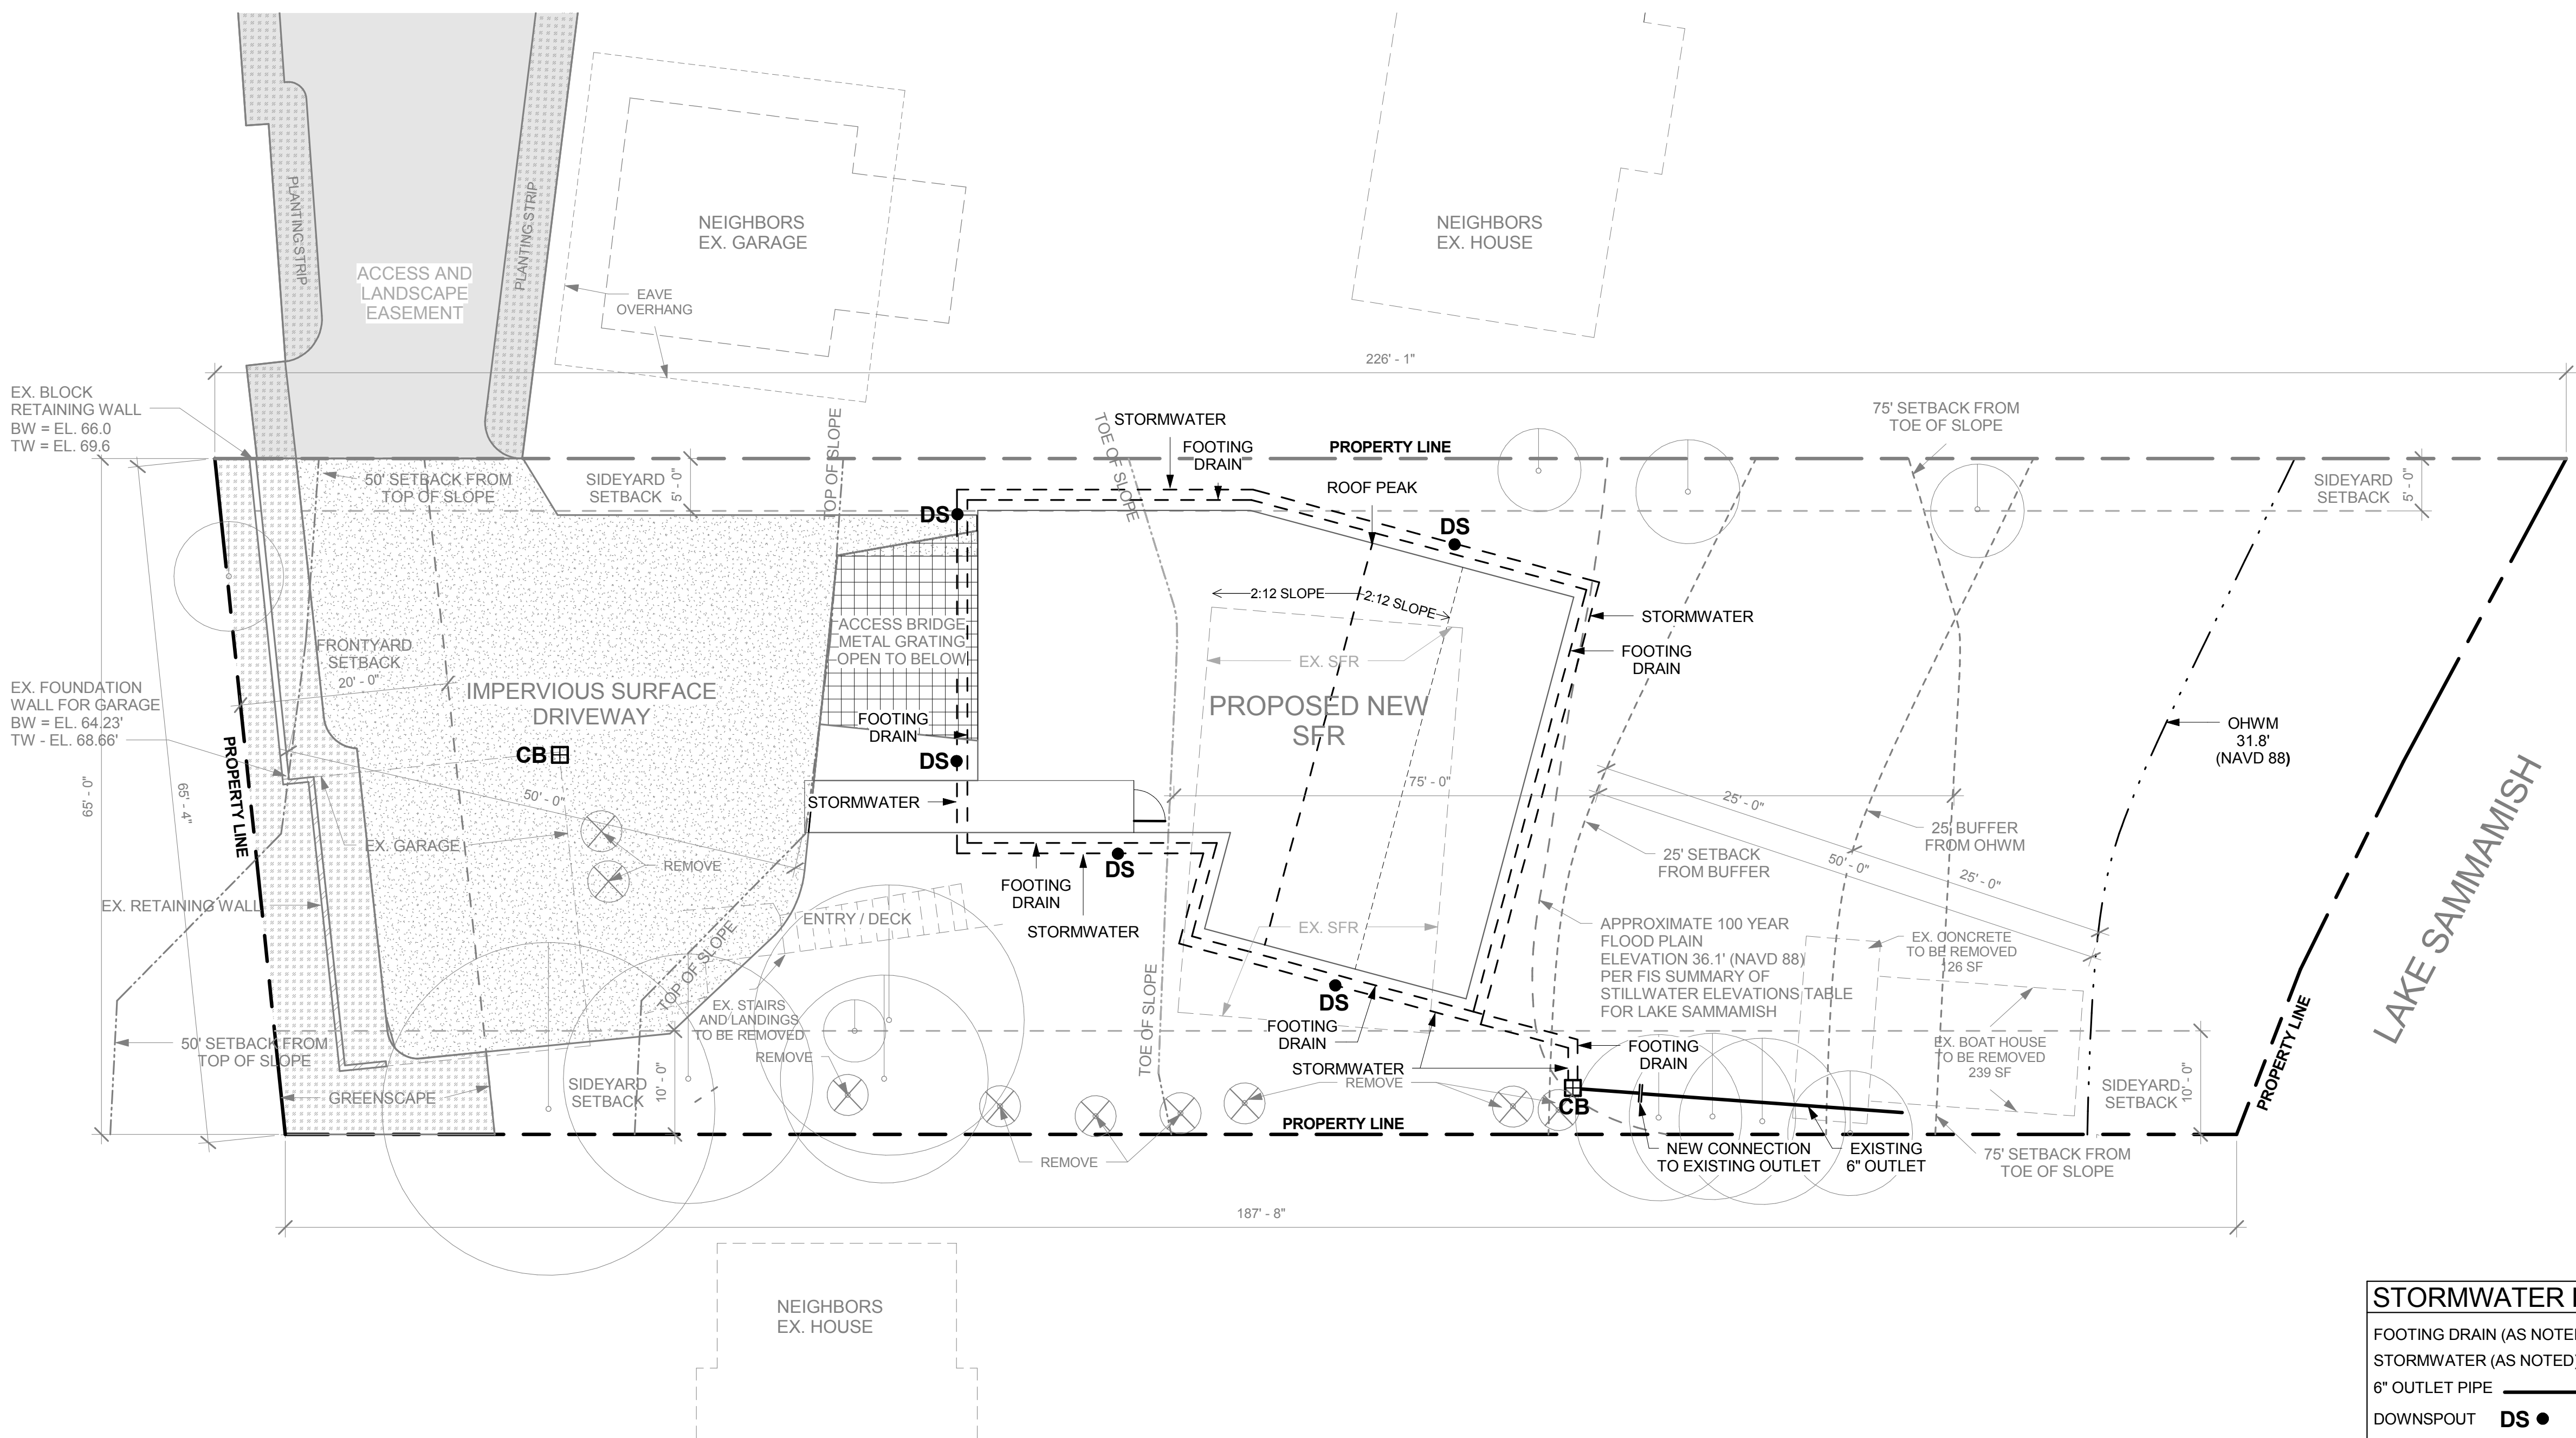 PLANTING STRIP
PLANTING STRIP
ACCESS AND
LANDSCAPE
EASEMENT
NEIGHBORS
EX. GARAGE
EAVE
OVERHANG
NEIGHBORS
EX. HOUSE
226' - 1"
EX. BLOCK
RETAINING WALL
BW = EL. 66.0
TW = EL. 69.6
50' SETBACK FROM
TOP OF SLOPE
SIDEYARD
SETBACK
5' - 0"
TOP OF SLOPE
TOE OF SLOPE
STORMWATER
FOOTING
DRAIN
PROPERTY LINE
ROOF PEAK
75' SETBACK FROM
TOE OF SLOPE
SIDEYARD
SETBACK
5' - 0"
DS
DS
2:12 SLOPE
2:12 SLOPE
STORMWATER
FOOTING
DRAIN
ACCESS BRIDGE
METAL GRATING
OPEN TO BELOW
FRONTYARD
SETBACK
20' - 0"
EX. SFR
EX. FOUNDATION
WALL FOR GARAGE
BW = EL. 64.23'
TW - EL. 68.66'
IMPERVIOUS SURFACE
DRIVEWAY
PROPOSED NEW
SFR
FOOTING
DRAIN
OHWM
31.8'
(NAVD 88)
CB
DS
PROPERTY LINE
65' - 0"
65' - 4"
50' - 0"
STORMWATER
75' - 0"
25' - 0"
LAKE SAMMAMISH
EX. GARAGE
REMOVE
DS
25' BUFFER
FROM OHWM
25' SETBACK
FROM BUFFER
50' - 0"
25' - 0"
FOOTING
DRAIN
STORMWATER
EX. RETAINING WALL
ENTRY / DECK
EX. SFR
APPROXIMATE 100 YEAR
FLOOD PLAIN
ELEVATION 36.1' (NAVD 88)
PER FIS SUMMARY OF
STILLWATER ELEVATIONS TABLE
FOR LAKE SAMMAMISH
EX. CONCRETE
TO BE REMOVED
126 SF
TOP OF SLOPE
EX. STAIRS
AND LANDINGS
TO BE REMOVED
TOE OF SLOPE
DS
FOOTING
DRAIN
STORMWATER
REMOVE
FOOTING
DRAIN
EX. BOAT HOUSE
TO BE REMOVED
239 SF
PROPERTY LINE
50' SETBACK FROM
TOP OF SLOPE
REMOVE
GREENSCAPE
SIDEYARD
SETBACK
10' - 0"
CB
SIDEYARD
SETBACK
10' - 0"
PROPERTY LINE
REMOVE
NEW CONNECTION
TO EXISTING OUTLET
EXISTING
6" OUTLET
75' SETBACK FROM
TOE OF SLOPE
187' - 8"
NEIGHBORS
EX. HOUSE
STORMWATER
FOOTING DRAIN (AS NOTE
STORMWATER (AS NOTED
6" OUTLET PIPE
DOWNSPOUT DS